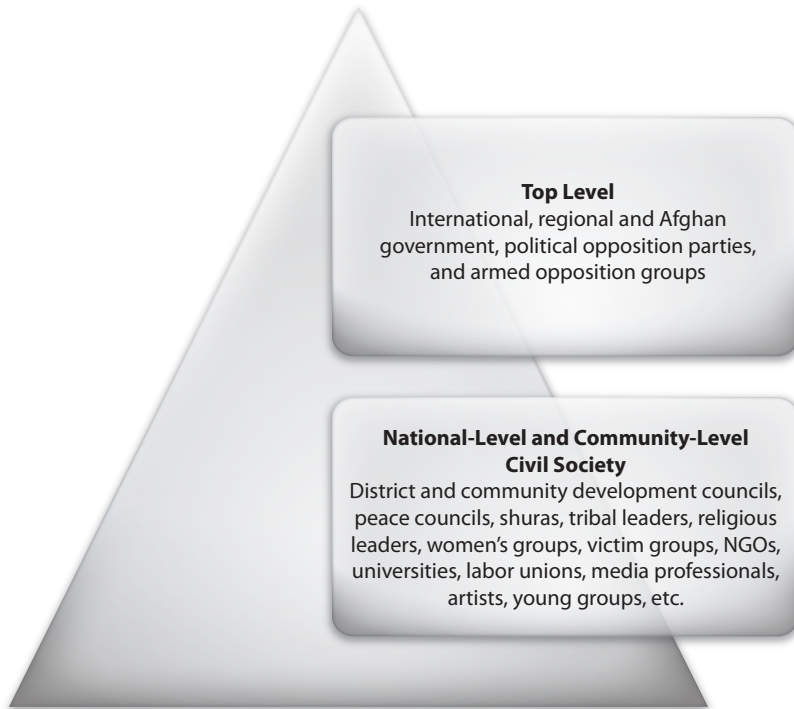 Top Level
International, regional and Afghan
government, political opposition parties,
and armed opposition groups
National-Level and Community-Level
Civil Society
District and community development councils,
peace councils, shuras, tribal leaders, religious
leaders, women’s groups, victim groups, NGOs,
universities, labor unions, media professionals,
artists, young groups, etc.